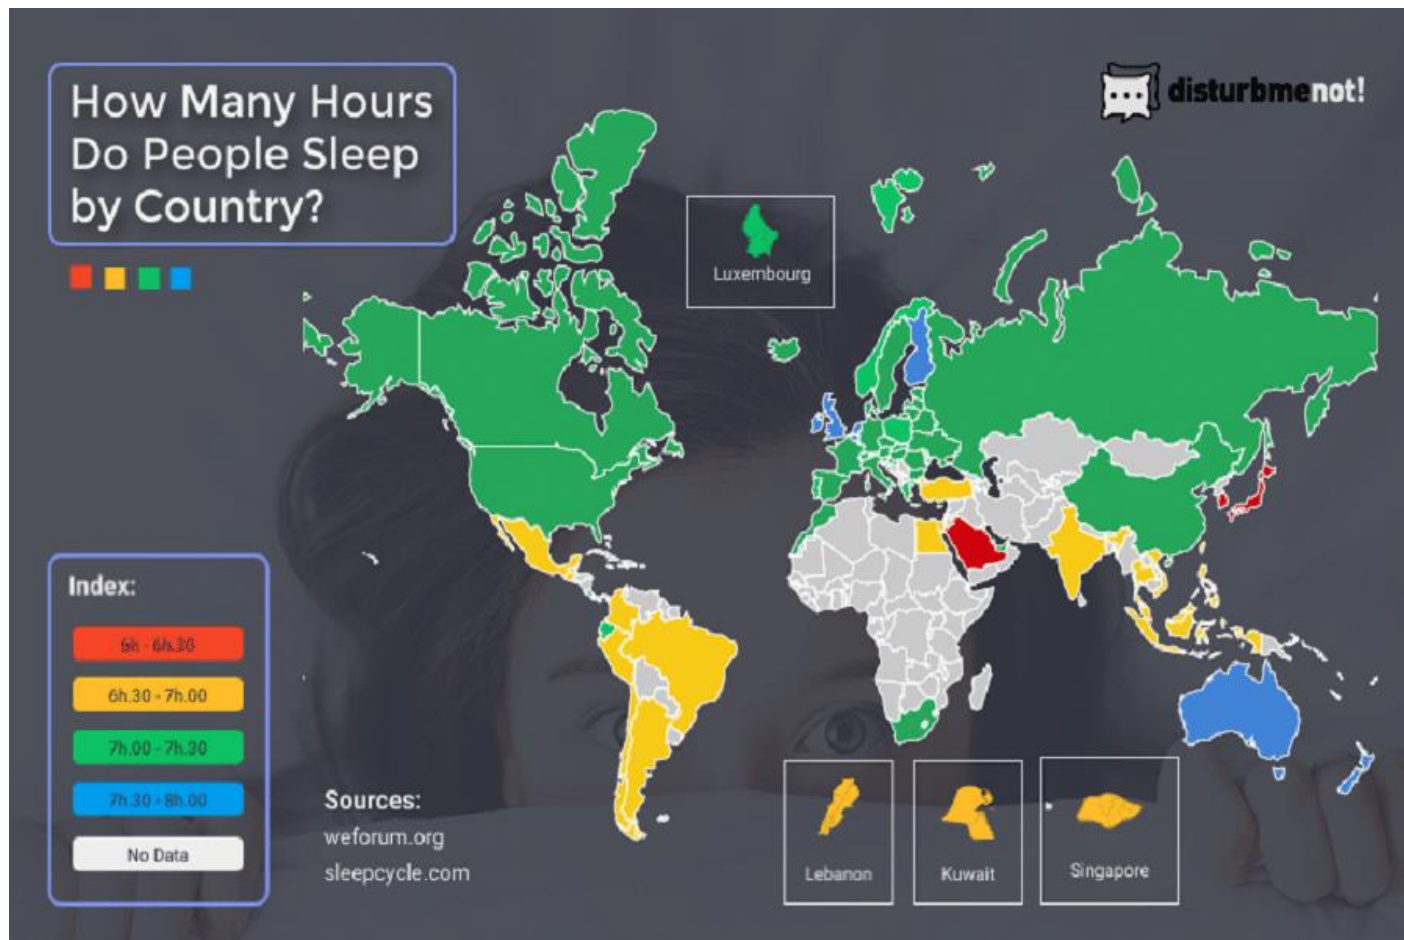 How Many Hours
Do People Sleep
by Country?
disturbmenot!
Luxembourg
Index:
6h - 6h.30
6h.30 - 7h.00
7h.00 - 7h.30
7h.30 - 8h.00
No Data
Sources:
weforum.org
sleepcycle.com
Lebanon
Kuwait
Singapore